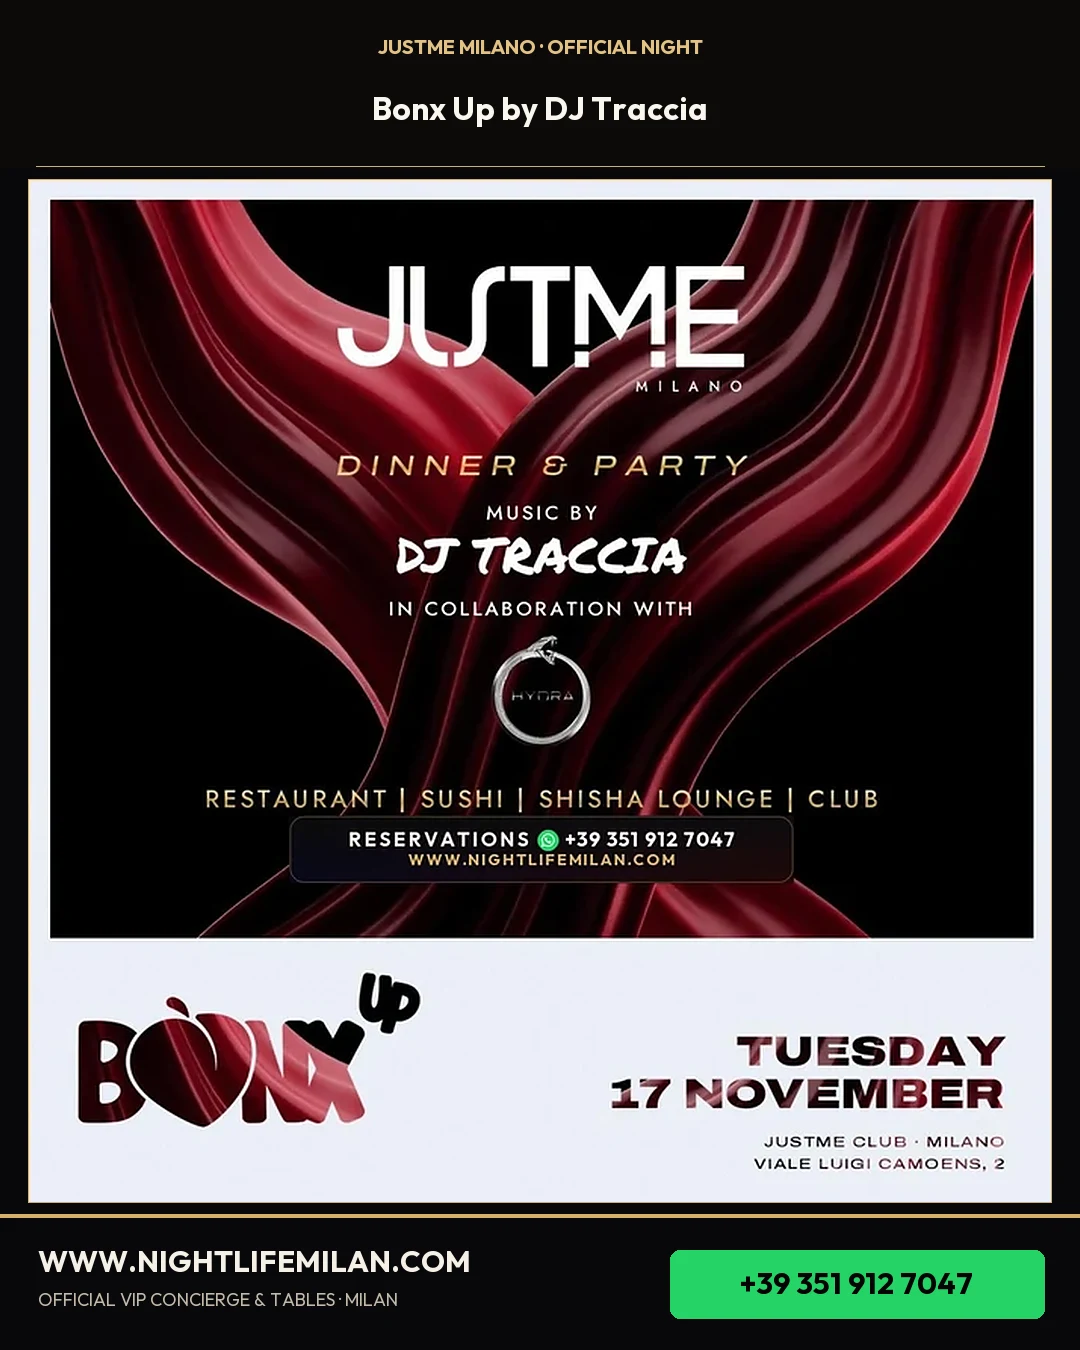 JUSTME MILANO · OFFICIAL NIGHT
Bonx Up by DJ Traccia
JUSTME
MILANO
DINNER & PARTY
MUSIC BY
DJ TRACCIA
IN COLLABORATION WITH
HYDRA
RESTAURANT | SUSHI | SHISHA LOUNGE | CLUB
RESERVATIONS +39 351 912 7047
WWW.NIGHTLIFEMILAN.COM
BÒNX UP
TUESDAY
17 NOVEMBER
JUSTME CLUB · MILANO
VIALE LUIGI CAMOENS, 2
WWW.NIGHTLIFEMILAN.COM
OFFICIAL VIP CONCIERGE & TABLES · MILAN
+39 351 912 7047